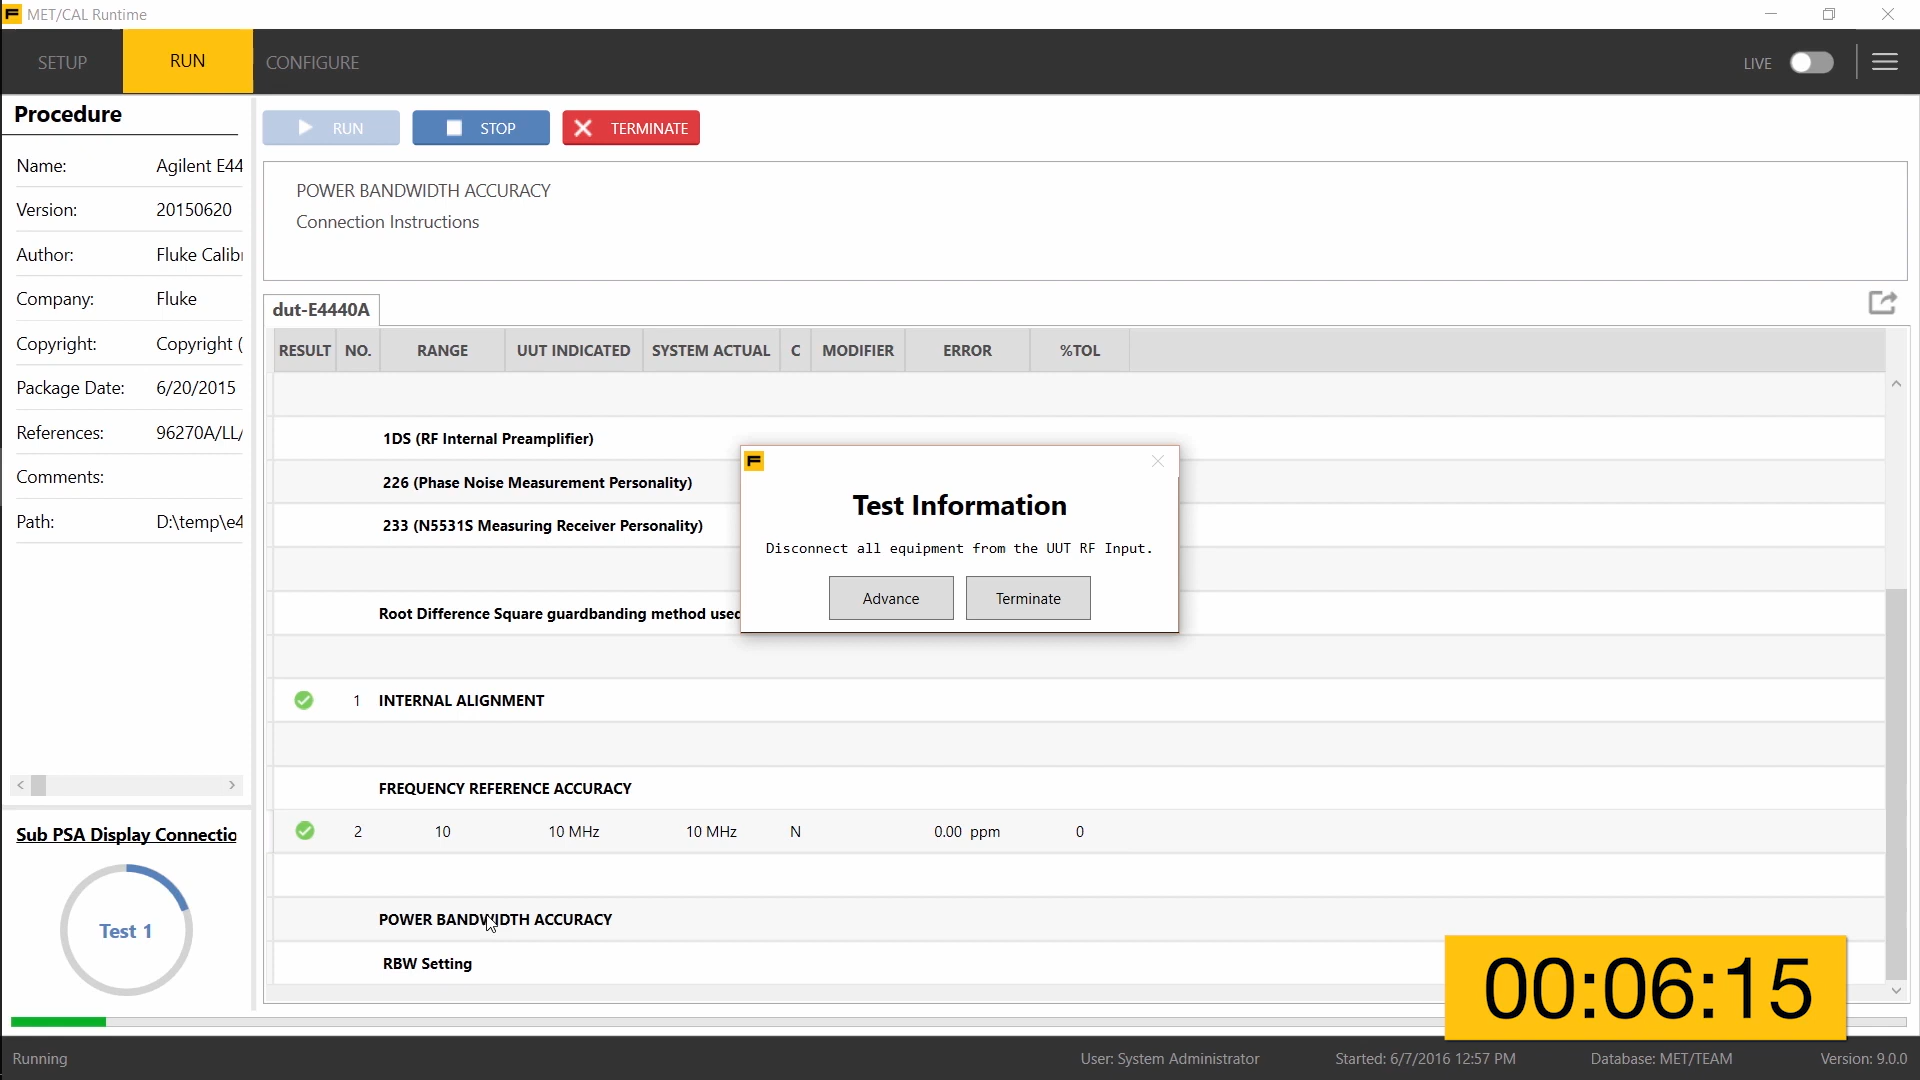 MET/CAL Runtime
SETUP
RUN
CONFIGURE
LIVE
Procedure
Name: Agilent E44
Version: 20150620
Author: Fluke Calib
Company: Fluke
Copyright: Copyright (
Package Date: 6/20/2015
References: 96270A/LL/
Comments:
Path: D:\temp\e4
Sub PSA Display Connectio
Test 1
RUN
STOP
TERMINATE
POWER BANDWIDTH ACCURACY
Connection Instructions
dut-E4440A
RESULT NO. RANGE UUT INDICATED SYSTEM ACTUAL C MODIFIER ERROR %TOL
1DS (RF Internal Preamplifier)
226 (Phase Noise Measurement Personality)
233 (N5531S Measuring Receiver Personality)
Root Difference Square guardbanding method used
1 INTERNAL ALIGNMENT
FREQUENCY REFERENCE ACCURACY
2 10 10 MHz 10 MHz N 0.00 ppm 0
POWER BANDWIDTH ACCURACY
RBW Setting
Test Information
Disconnect all equipment from the UUT RF Input.
Advance
Terminate
00:06:15
Running
User: System Administrator
Started: 6/7/2016 12:57 PM
Database: MET/TEAM
Version: 9.0.0